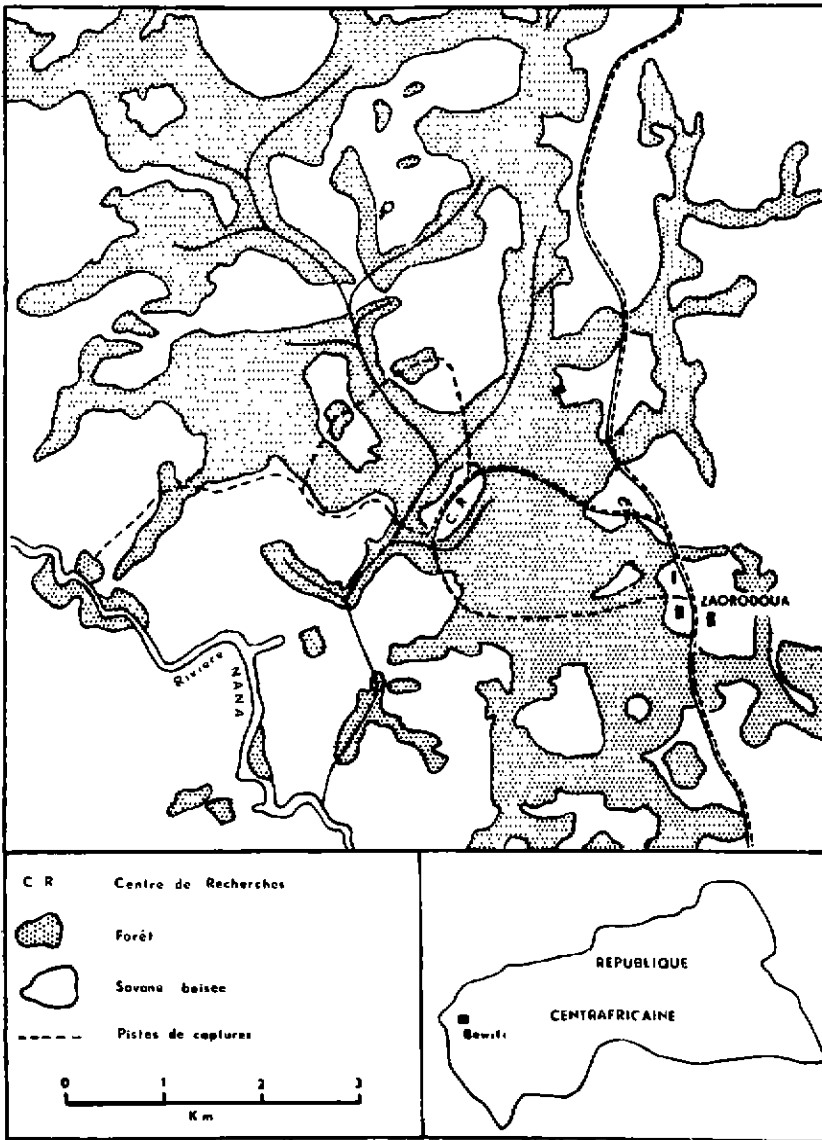 C R
ZAORODOUA
Rivière
NANA
C R Centre de Recherches
Forêt
Savane boisée
Pistes de captures
0 1 2 3
Km
REPUBLIQUE
CENTRAFRICAINE